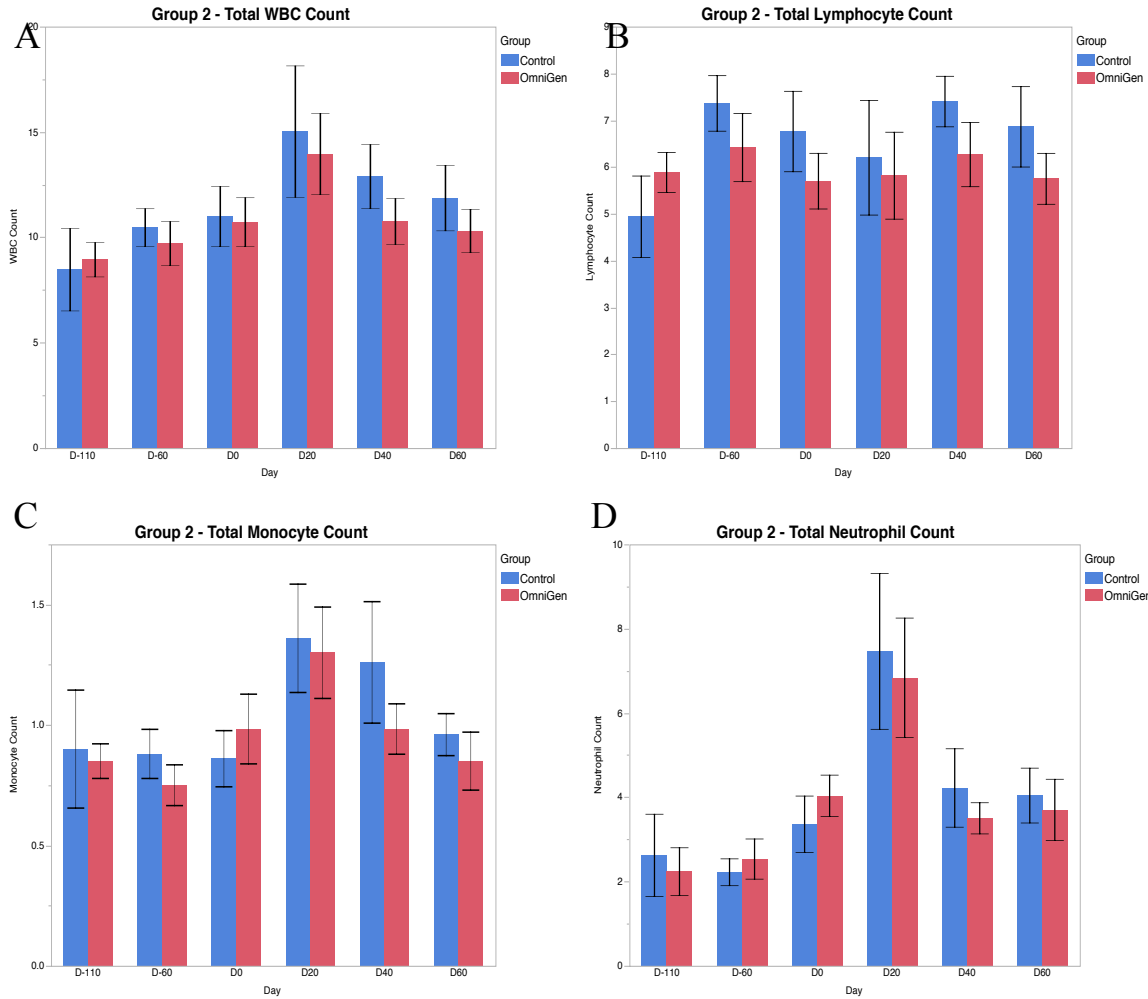 A
Group 2 - Total WBC Count
20
15
10
5
0
WBC Count
D-110 D-60 D0 D20 D40 D60
Day
Group
Control
OmniGen
B
Group 2 - Total Lymphocyte Count
9
8
7
6
5
4
3
2
1
0
Lymphocyte Count
D-110 D-60 D0 D20 D40 D60
Day
Group
Control
OmniGen
C
Group 2 - Total Monocyte Count
1.5
1.0
0.5
0.0
Monocyte Count
D-110 D-60 D0 D20 D40 D60
Day
Group
Control
OmniGen
D
Group 2 - Total Neutrophil Count
10
8
6
4
2
0
Neutrophil Count
D-110 D-60 D0 D20 D40 D60
Day
Group
Control
OmniGen